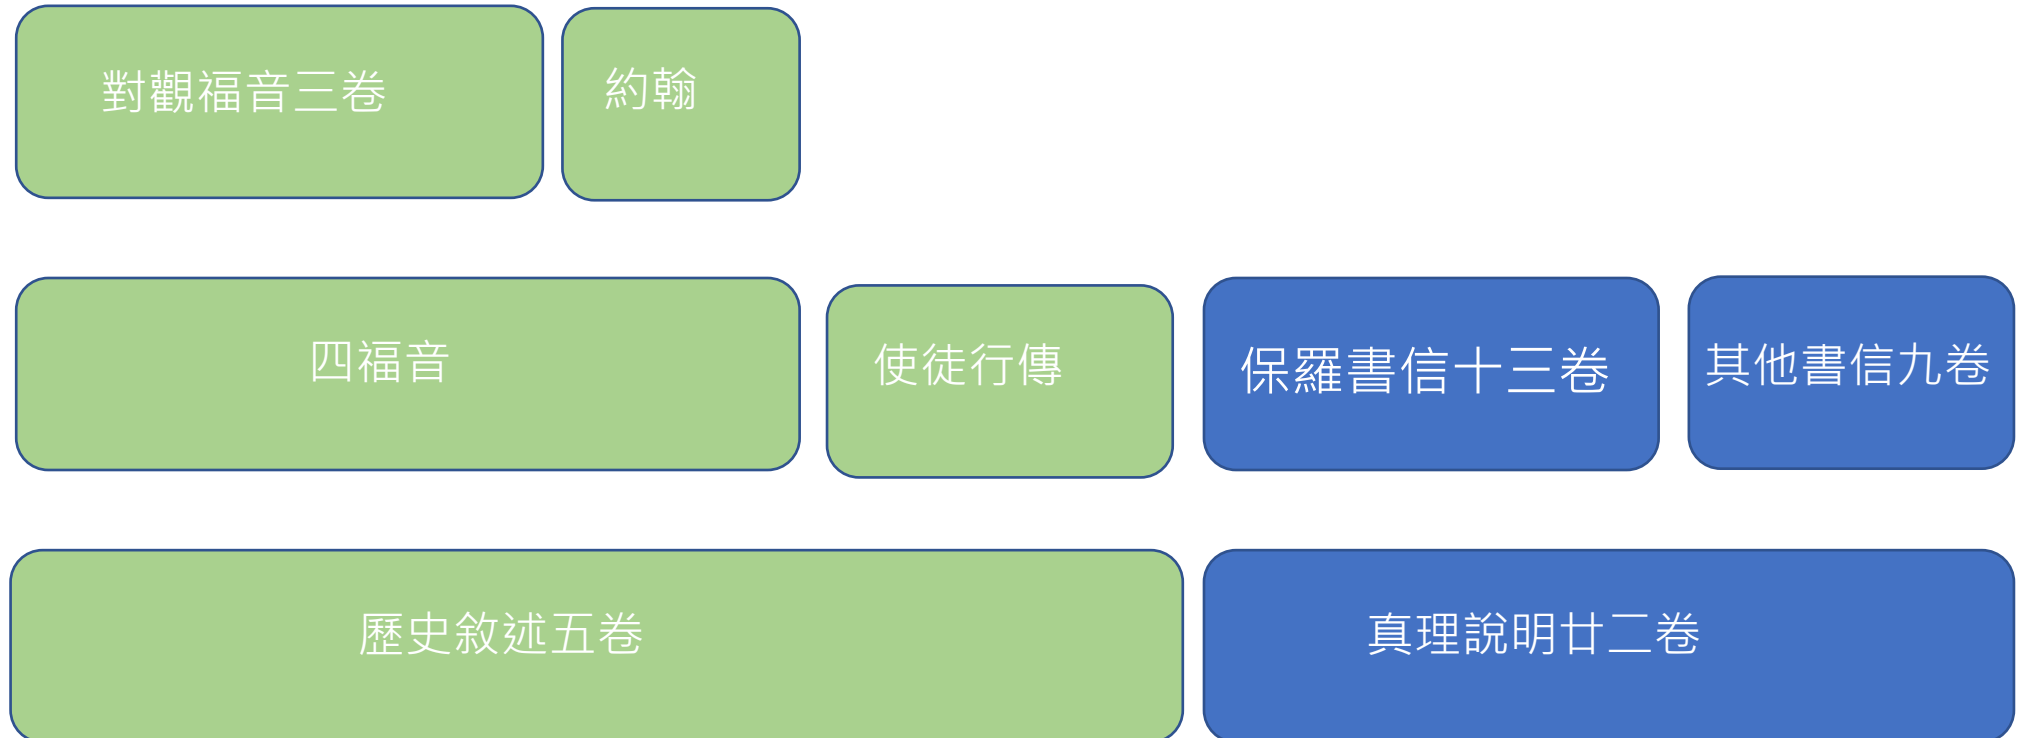 對觀福音三卷
約翰
四福音
使徒行傳
保羅書信十三卷
其他書信九卷
歷史敘述五卷
真理說明廿二卷